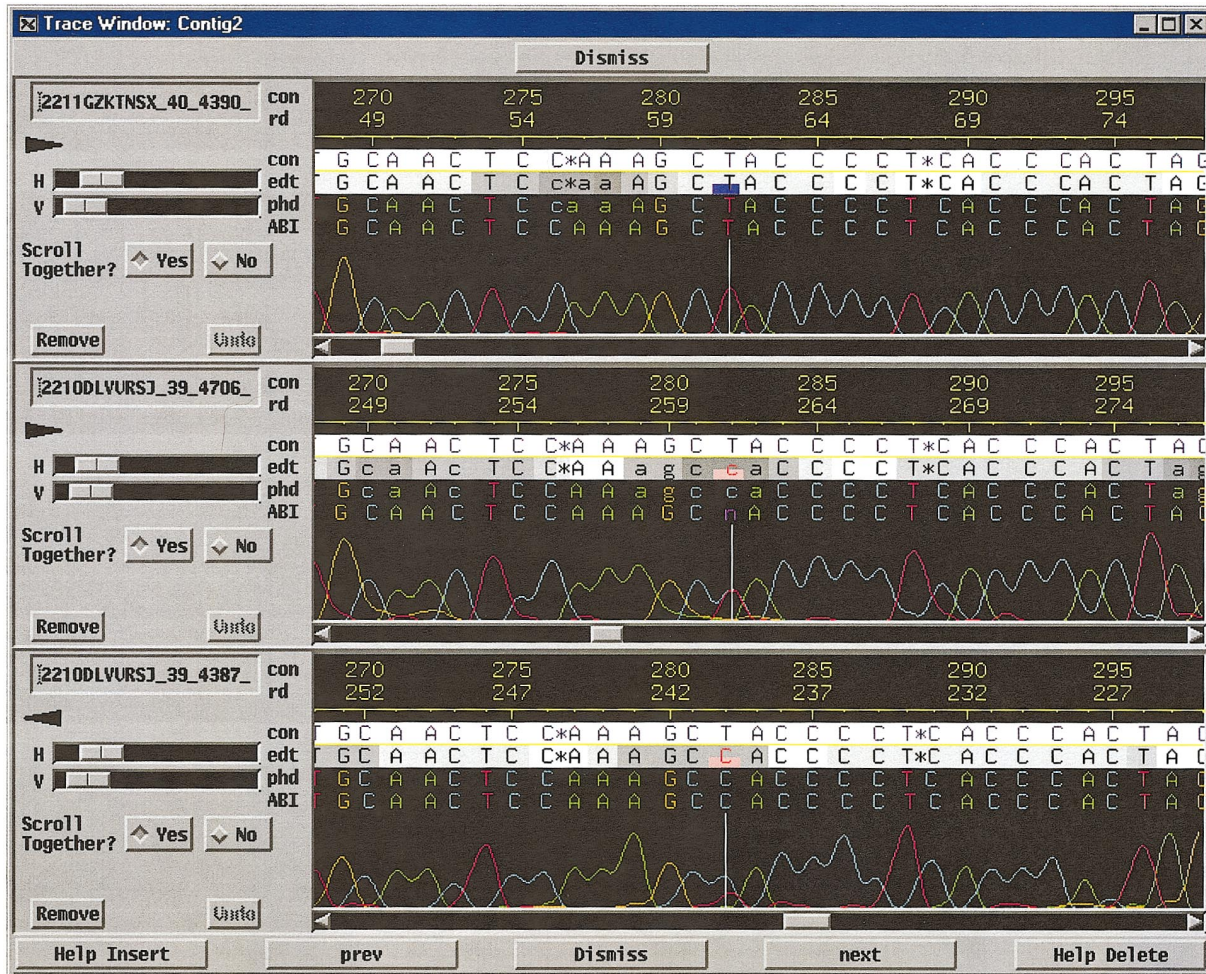 Trace Window: Contig2
Dismiss
2211GZKTNSX_40_4390_
con 270 275 280 285 290 295
rd 49 54 59 64 69 74
con G C A A C T C C*A A A G C T A C C C C T*C A C C C A C T A G
edt G C A A C T C c*a a A G C T A C C C C T*C A C C C A C T A G
phd T G C A A C T C c a a A G C T A C C C C T C A C C C A C T A G
ABI G C A A C T C C A A A G C T A C C C C T C A C C C A C T A G
H
V
Scroll Together? Yes No
Remove Undo
2210DLVURSJ_39_4706_
con 270 275 280 285 290 295
rd 249 254 259 264 269 274
con G C A A C T C C*A A A G C T A C C C C T*C A C C C A C T A
edt G c a A c T C C*A A a g c c a C C C C T*C A C C C A C T a g
phd G c a A c T C C A A a g c c a C C C C T C A C C C A C T a g
ABI G C A A C T C C A A A G C n A C C C C T C A C C C A C T A
H
V
Scroll Together? Yes No
Remove Undo
2210DLVURSJ_39_4387_
con 270 275 280 285 290 295
rd 252 247 242 237 232 227
con G C A A C T C C*A A A G C T A C C C C T*C A C C C A C T A
edt G C A A C T C C*A A A G C C A C C C C T*C A C C C A C T A
phd T G C A A C T C C A A A G C C A C C C C T C A C C C A C T A
ABI T G C A A C T C C A A A G C C A C C C C T C A C C C A C T A
H
V
Scroll Together? Yes No
Remove Undo
Help Insert prev Dismiss next Help Delete